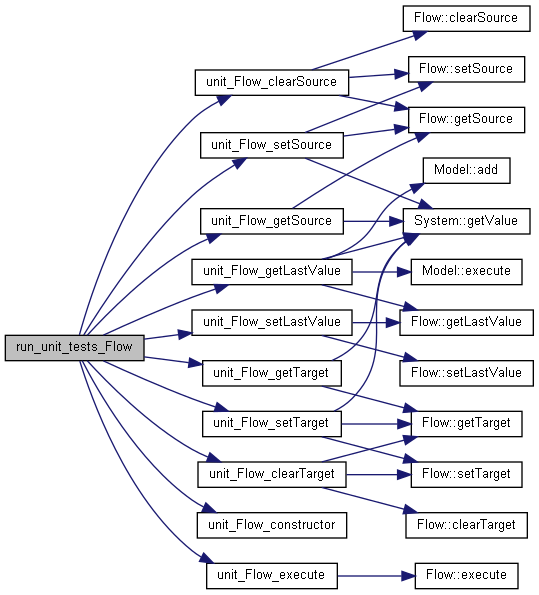 run_unit_tests_Flow
unit_Flow_clearSource
unit_Flow_setSource
unit_Flow_getSource
unit_Flow_getLastValue
unit_Flow_setLastValue
unit_Flow_getTarget
unit_Flow_setTarget
unit_Flow_clearTarget
unit_Flow_constructor
unit_Flow_execute
Flow::clearSource
Flow::setSource
Flow::getSource
Model::add
System::getValue
Model::execute
Flow::getLastValue
Flow::setLastValue
Flow::getTarget
Flow::setTarget
Flow::clearTarget
Flow::execute